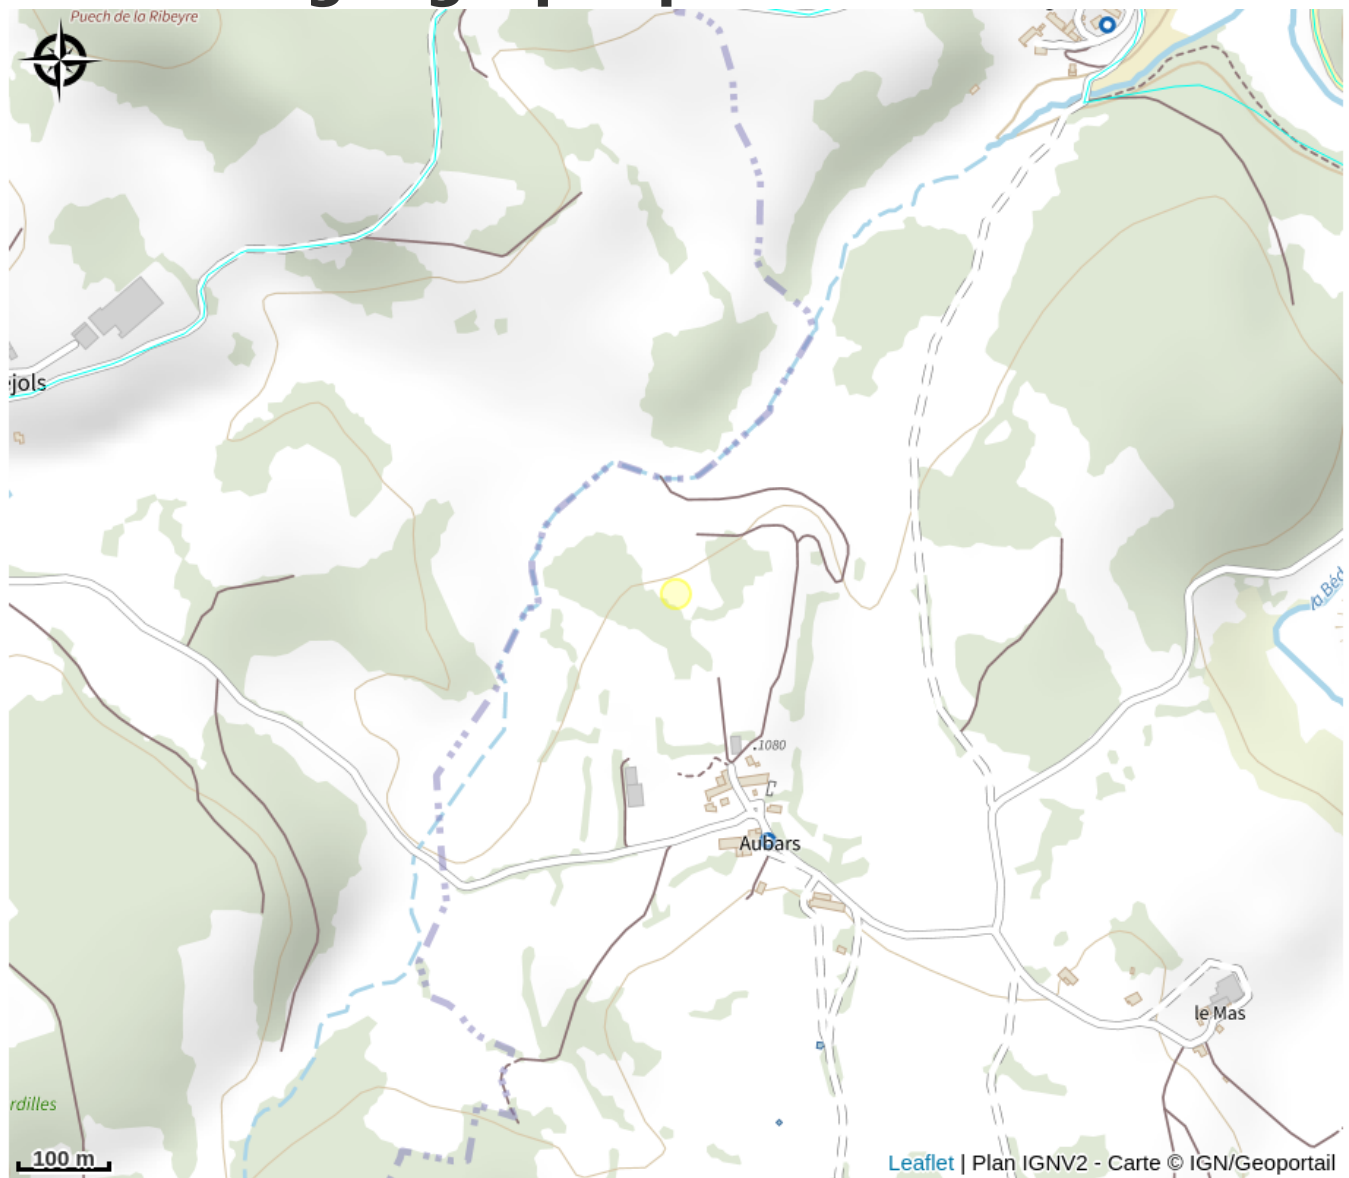 Puech de la Ribeyre
ejols
la Béd
.1080
C
Aubars
le Mas
rdilles
100 m
Leaflet | Plan IGNV2 - Carte © IGN/Geoportail